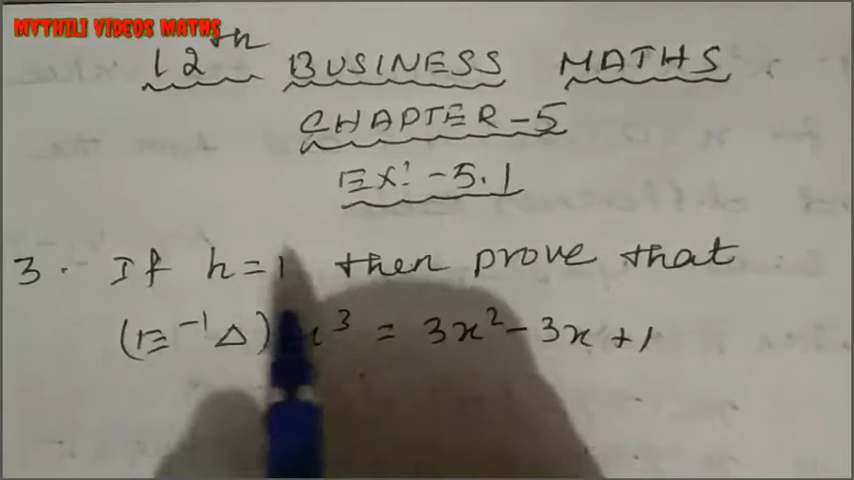 MYTHILI VIDEOS MATHS
12th BUSINESS MATHS
CHAPTER-5
EX:-5.1
3. If h=1 then prove that
(E⁻¹Δ) x³ = 3x²-3x+1